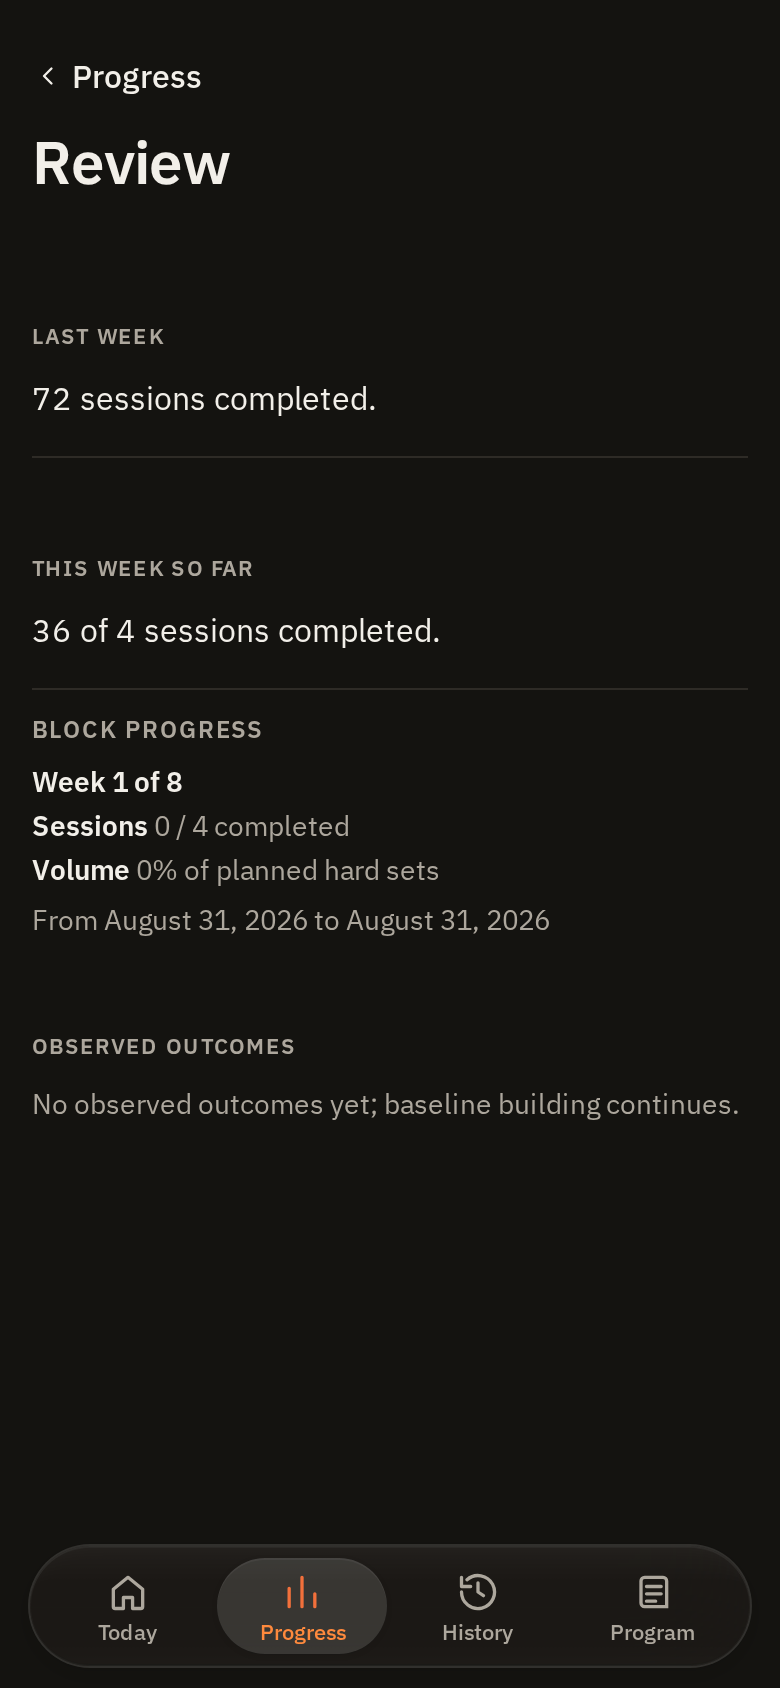 Progress
Review
LAST WEEK
72 sessions completed.
THIS WEEK SO FAR
36 of 4 sessions completed.
BLOCK PROGRESS
Week 1 of 8
Sessions 0 / 4 completed
Volume 0% of planned hard sets
From August 31, 2026 to August 31, 2026
OBSERVED OUTCOMES
No observed outcomes yet; baseline building continues.
Today
Progress
History
Program